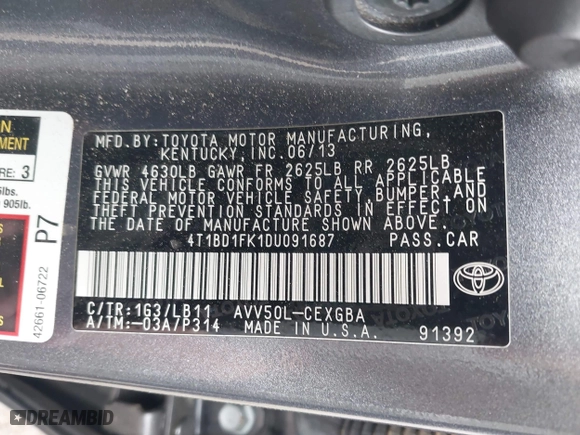 MFD. BY: TOYOTA MOTOR MANUFACTURING,
KENTUCKY, INC. 06/13
GVWR 4630LB GAWR FR 2625LB RR 2625LB
THIS VEHICLE CONFORMS TO ALL APPLICABLE
FEDERAL MOTOR VEHICLE SAFETY, BUMPER AND
THEFT PREVENTION STANDARDS IN EFFECT ON
THE DATE OF MANUFACTURE SHOWN ABOVE.
4T1BD1FK1DU091687 PASS. CAR
C/TR:1G3/LB11 AVV50L-CEXGBA
A/TM:-03A/P314 MADE IN U.S.A. 91392
TOYOTA
3
905lbs.
P7
42661-06722
DREAMBID